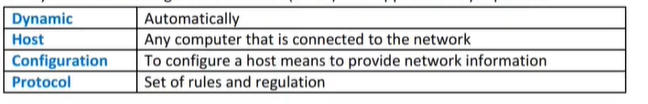 Dynamic Automatically
Host Any computer that is connected to the network
Configuration To configure a host means to provide network information
Protocol Set of rules and regulation